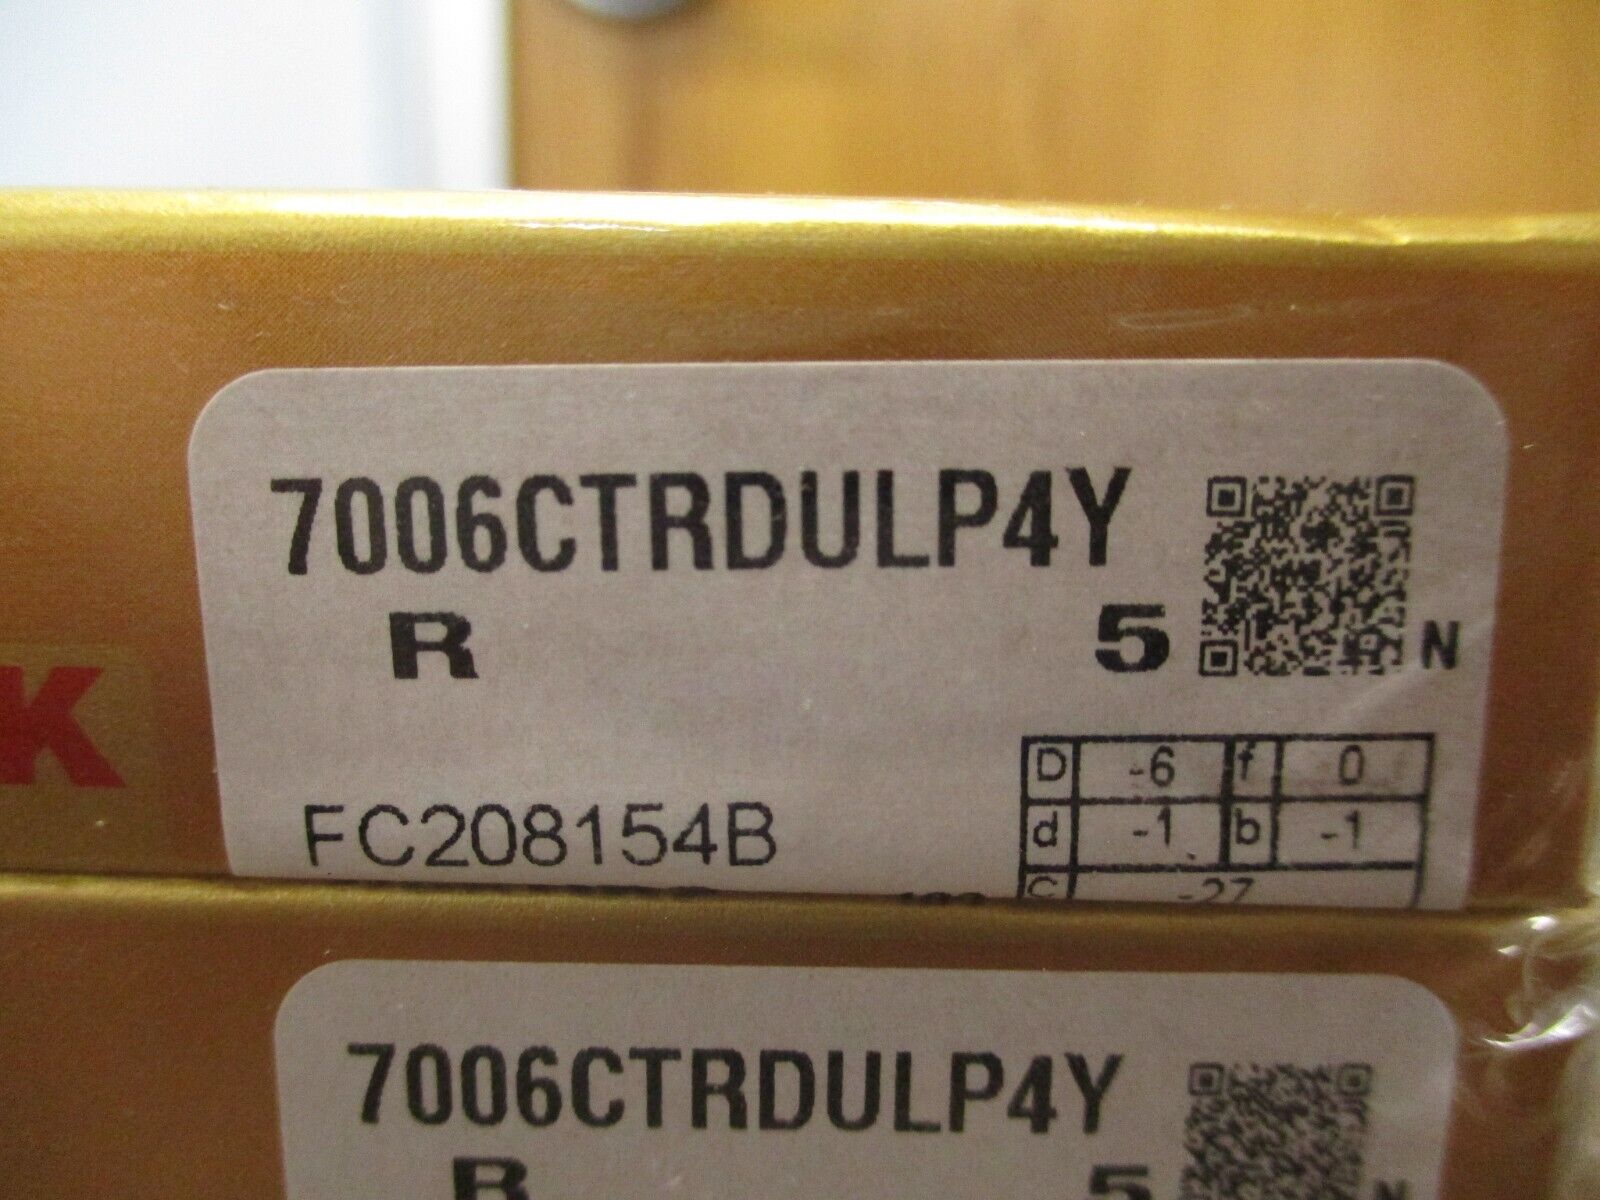 7006CTRDULP4Y
R 5 N
K
D -6 f 0
FC208154B
d -1 b -1
C -27
7006CTRDULP4Y
R 5 N